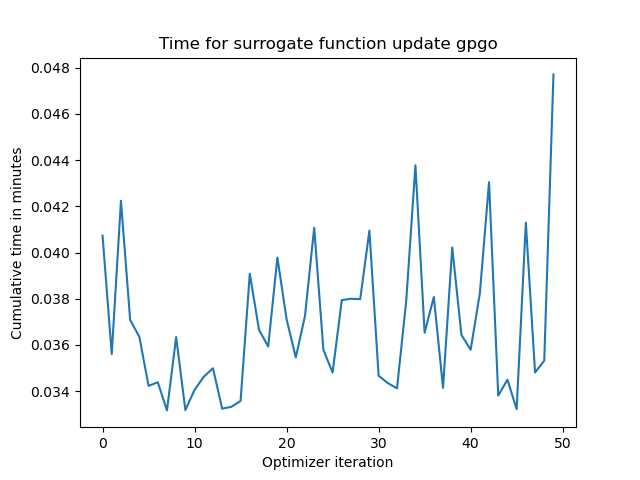 Time for surrogate function update gpgo
0.048
0.046
0.044
0.042
0.040
0.038
0.036
0.034
Cumulative time in minutes
0 10 20 30 40 50
Optimizer iteration